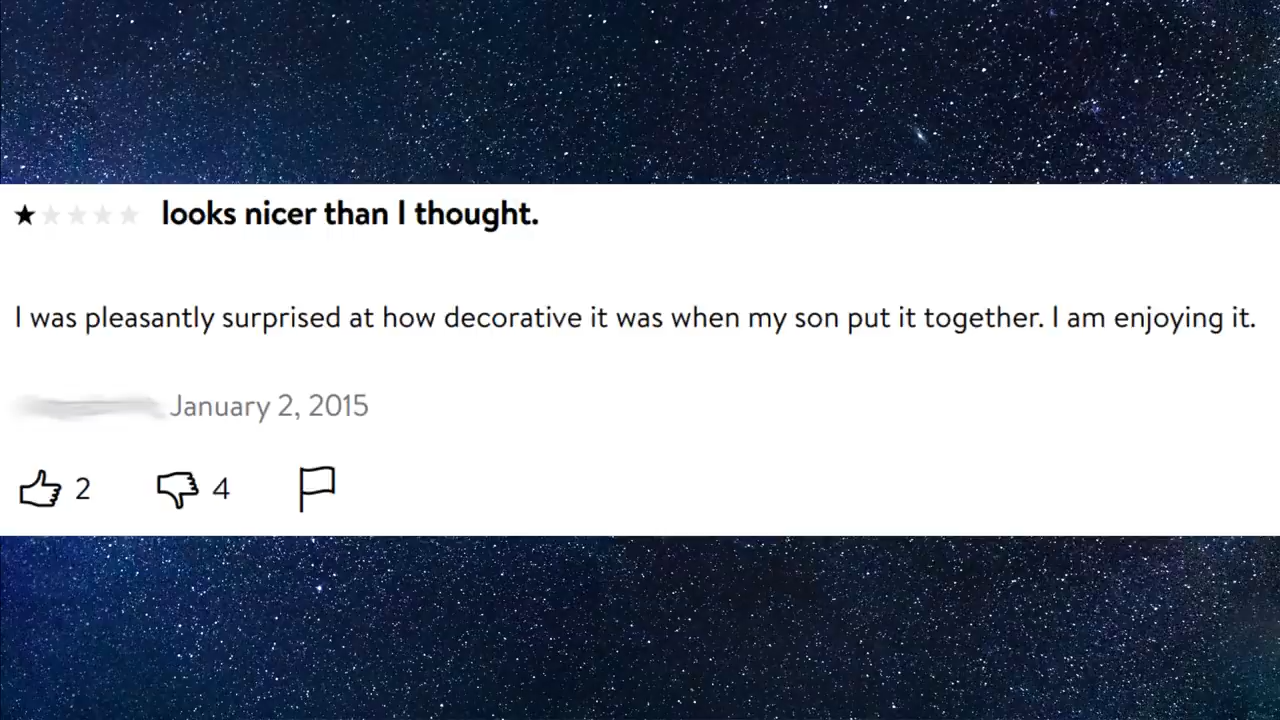 looks nicer than I thought.
I was pleasantly surprised at how decorative it was when my son put it together. I am enjoying it.
January 2, 2015
2 4